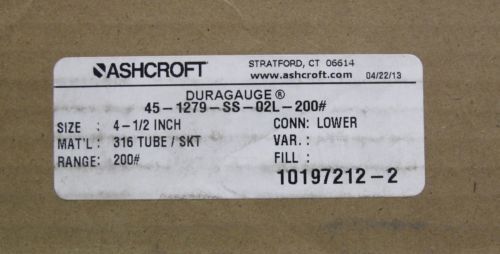 ASHCROFT
STRATFORD, CT 06614
www.ashcroft.com 04/22/13
DURAGAUGE®
45-1279-SS-02L-200#
SIZE : 4-1/2 INCH CONN: LOWER
MAT'L : 316 TUBE / SKT VAR. :
RANGE: 200# FILL :
10197212-2